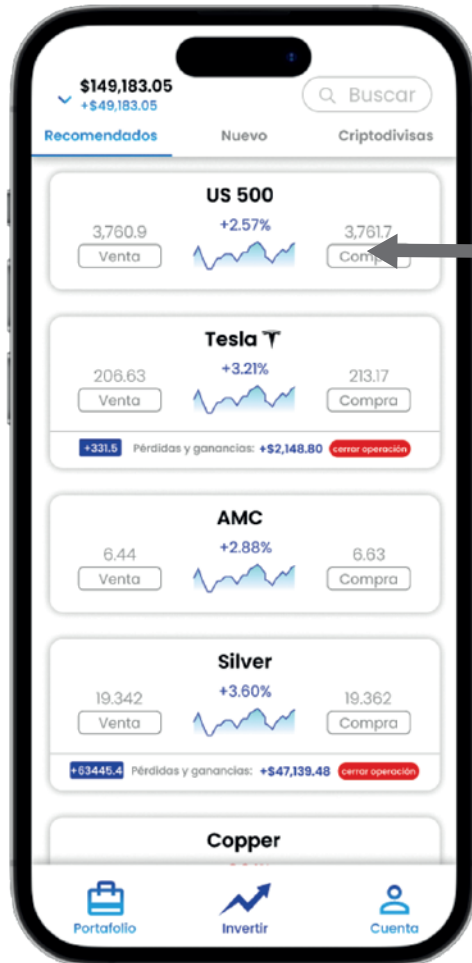 $149,183.05
+$49,183.05
Buscar
Recomendados Nuevo Criptodivisas
US 500
3,760.9 +2.57% 3,761.7
Venta Compra
Tesla
206.63 +3.21% 213.17
Venta Compra
+331.5 Pérdidas y ganancias: +$2,148.80 cerrar operación
AMC
6.44 +2.88% 6.63
Venta Compra
Silver
19.342 +3.60% 19.362
Venta Compra
+63445.4 Pérdidas y ganancias: +$47,139.48 cerrar operación
Copper
Portafolio Invertir Cuenta